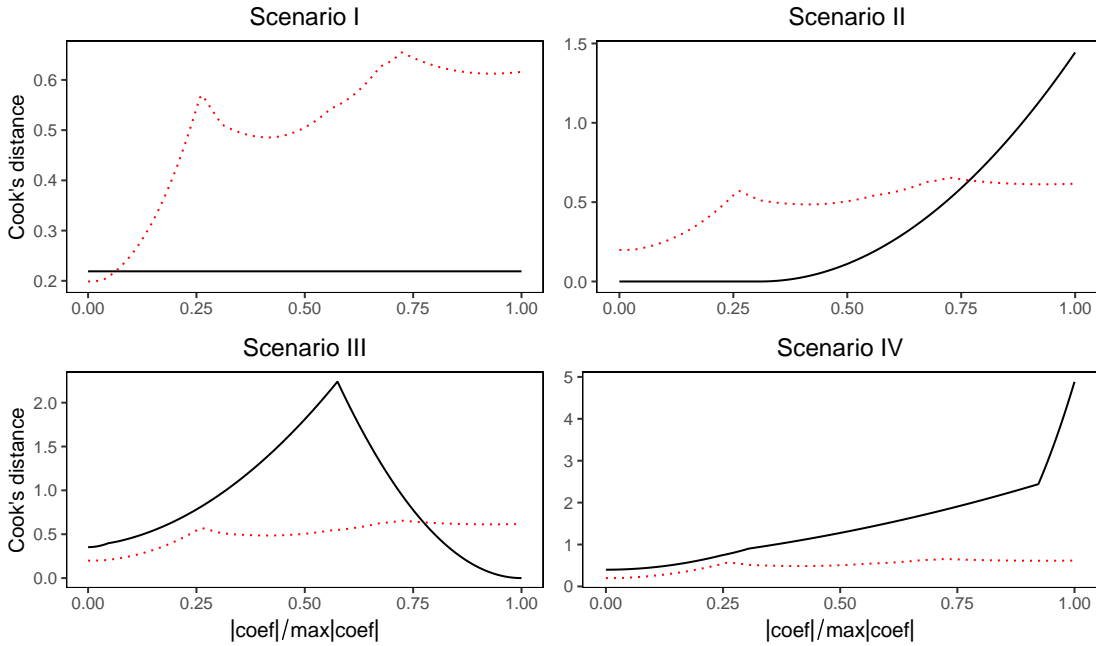 Scenario I
Scenario II
Cook's distance
0.6
0.5
0.4
0.3
0.2
0.00 0.25 0.50 0.75 1.00
1.5
1.0
0.5
0.0
0.00 0.25 0.50 0.75 1.00
Scenario III
Scenario IV
Cook's distance
2.0
1.5
1.0
0.5
0.0
0.00 0.25 0.50 0.75 1.00
|coef|/max|coef|
5
4
3
2
1
0
0.00 0.25 0.50 0.75 1.00
|coef|/max|coef|